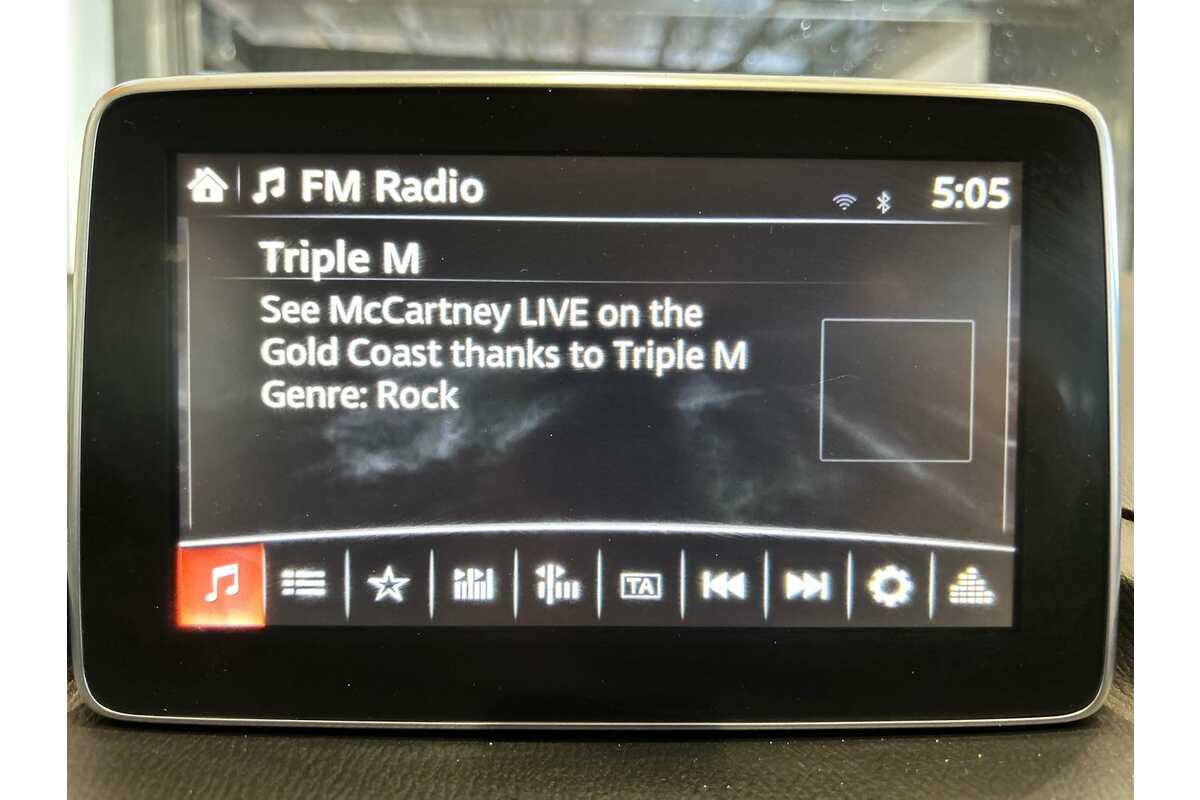 FM Radio
5:05
Triple M
See McCartney LIVE on the
Gold Coast thanks to Triple M
Genre: Rock
TA